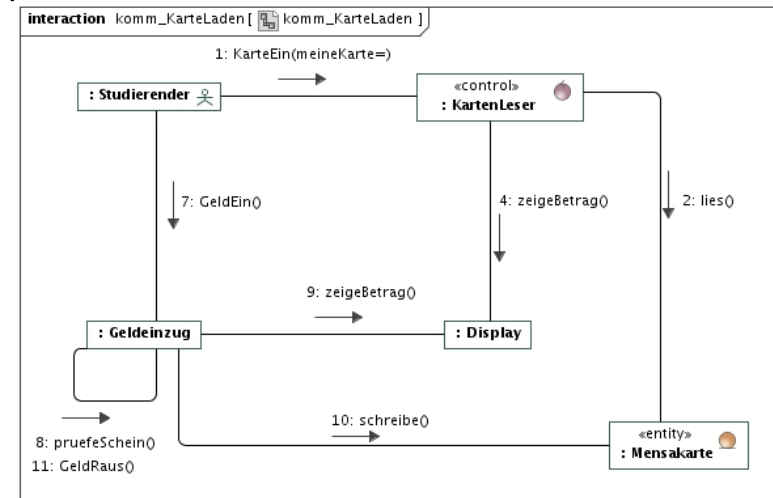 interaction komm_KarteLaden [ komm_KarteLaden ]
1: KarteEin(meineKarte=)
: Studierender
«control»
: KartenLeser
7: GeldEin()
4: zeigeBetrag()
2: lies()
9: zeigeBetrag()
: Geldeinzug
: Display
10: schreibe()
8: pruefeSchein()
11: GeldRaus()
«entity»
: Mensakarte